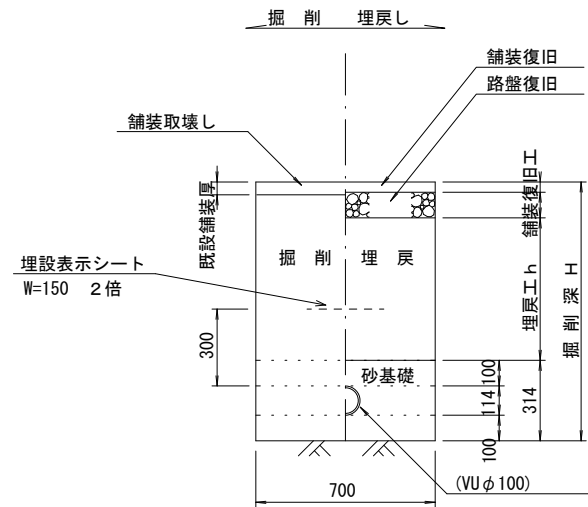 掘 削　埋戻し
舗装復旧
路盤復旧
舗装取壊し
既設舗装厚
舗装復旧工
掘 削　埋 戻
埋設表示シート
W=150　2倍
埋戻工ｈ
掘 削 深 Ｈ
300
砂基礎
100
114
314
100
(VUφ100)
700